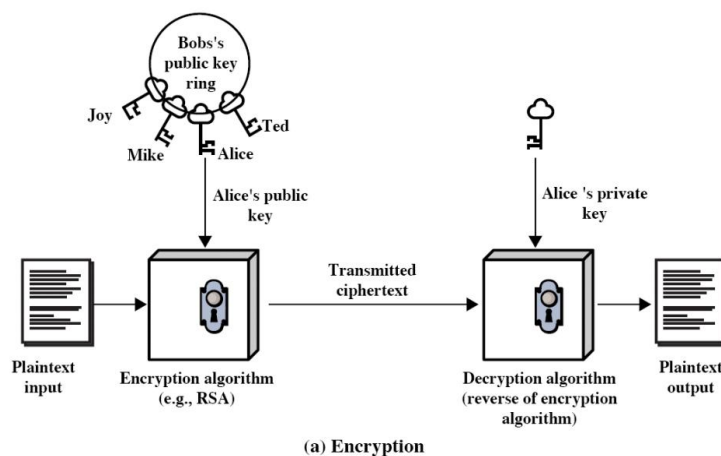 Bobs's
public key
ring
Joy
Ted
Mike
Alice
Alice's public
key
Alice 's private
key
Transmitted
ciphertext
Plaintext
input
Encryption algorithm
(e.g., RSA)
Decryption algorithm
(reverse of encryption
algorithm)
Plaintext
output
(a) Encryption